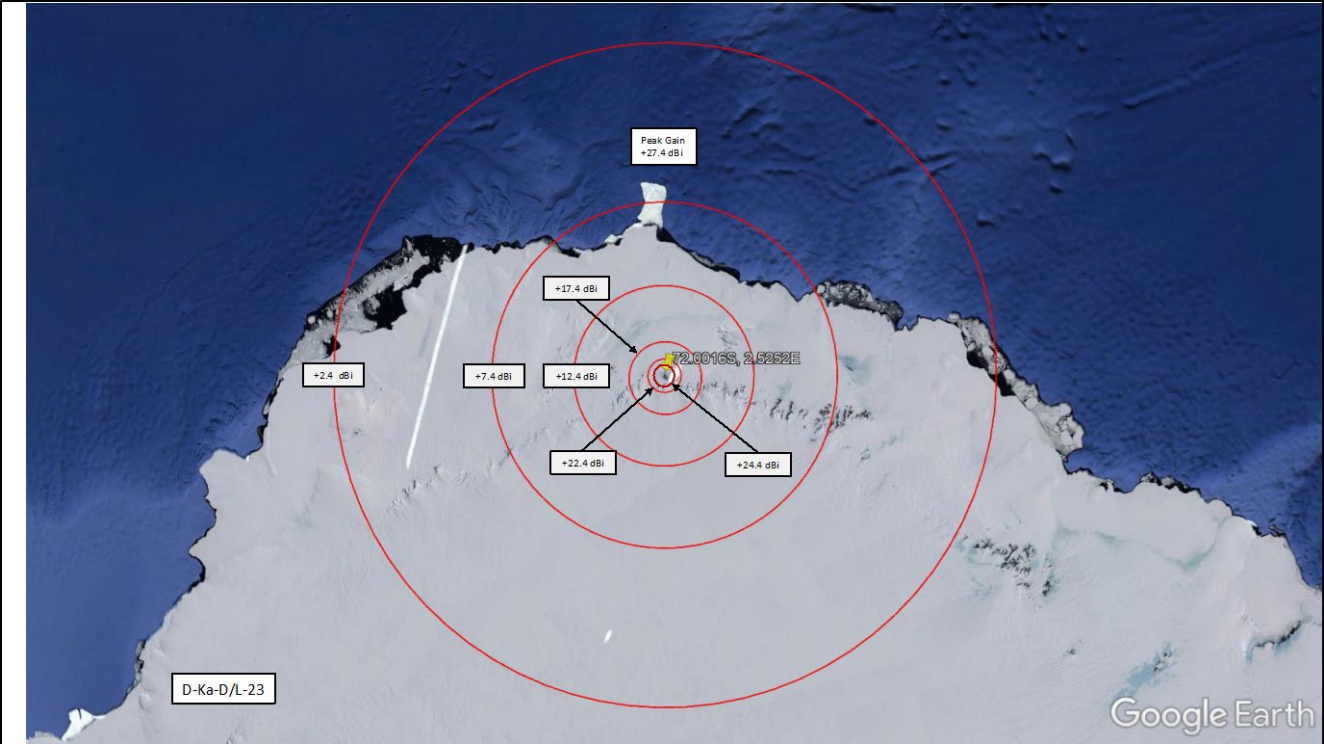 Peak Gain
+27.4 dBi
+17.4 dBi
72.0016S, 2.5252E
+2.4 dBi
+7.4 dBi
+12.4 dBi
+22.4 dBi
+24.4 dBi
D-Ka-D/L-23
Google Earth